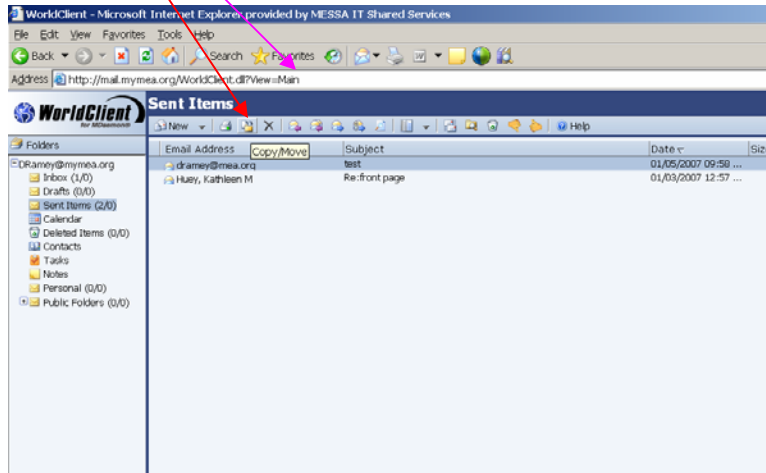 WorldClient - Microsoft Internet Explorer provided by MESSA IT Shared Services
File Edit View Favorites Tools Help
Back Search Favorites
Address http://mail.mymea.org/WorldClient.dll?View=Main
WorldClient
for MDaemon®
Sent Items
New Help
Folders
Email Address Subject Date Siz
Copy/Move
DRamey@mymea.org
Inbox (1/0)
Drafts (0/0)
Sent Items (2/0)
Calendar
Deleted Items (0/0)
Contacts
Tasks
Notes
Personal (0/0)
Public Folders (0/0)
dramey@mea.org test 01/05/2007 09:58 ...
Huey, Kathleen M Re:front page 01/03/2007 12:57 ...